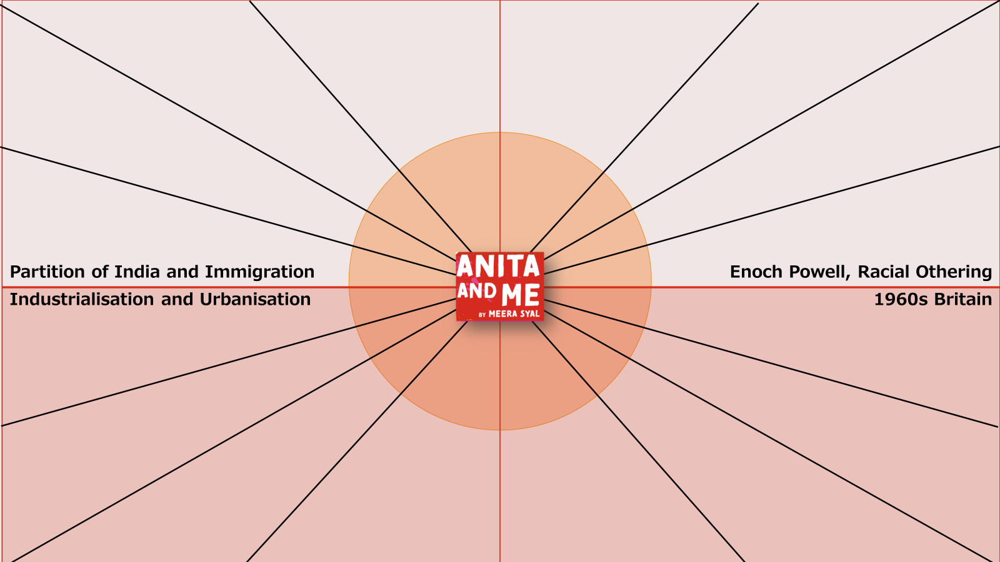 Partition of India and Immigration
Enoch Powell, Racial Othering
ANITA
AND ME
BY MEERA SYAL
Industrialisation and Urbanisation
1960s Britain